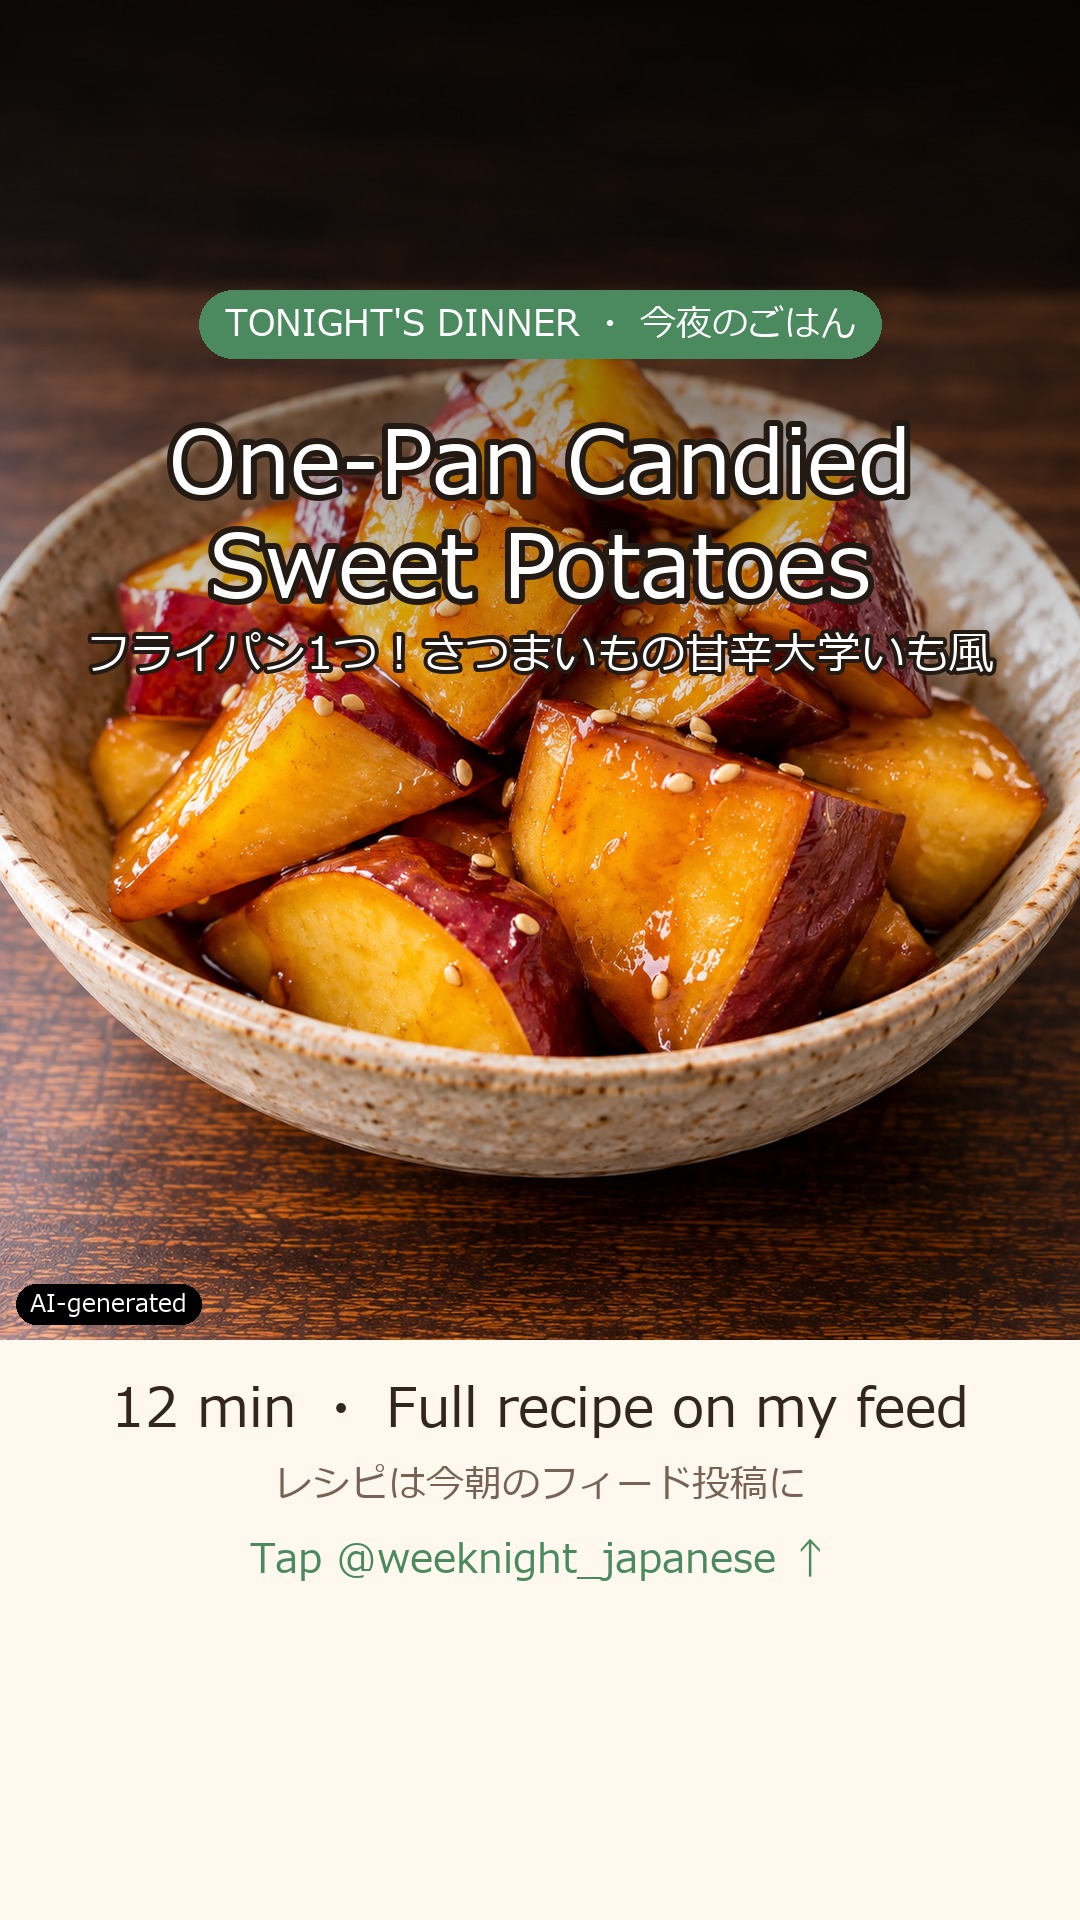 TONIGHT'S DINNER ・ 今夜のごはん
One-Pan Candied
Sweet Potatoes
フライパン1つ！さつまいもの甘辛大学いも風
AI-generated
12 min ・ Full recipe on my feed
レシピは今朝のフィード投稿に
Tap @weeknight_japanese ↑